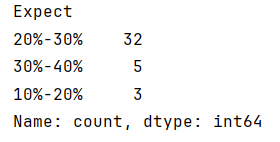 Expect
20%-30%    32
30%-40%     5
10%-20%     3
Name: count, dtype: int64